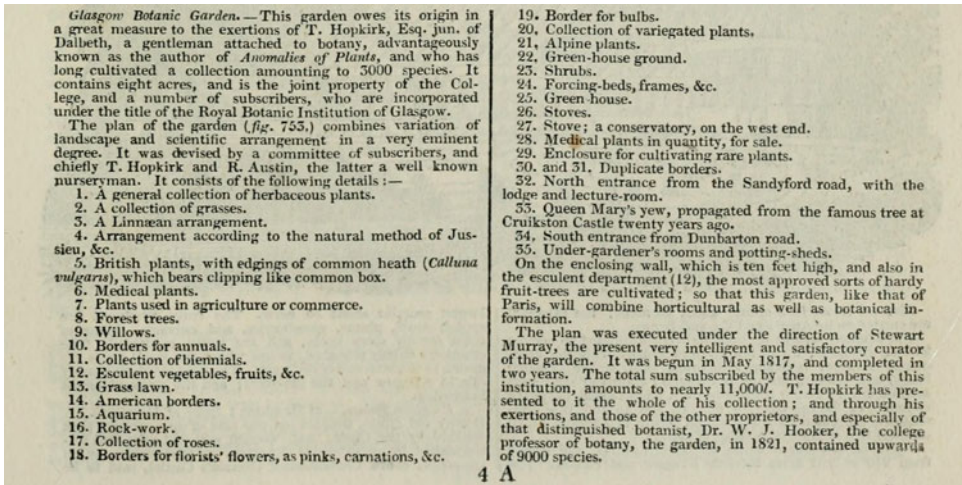 Glasgow Botanic Garden.—This garden owes its origin in
a great measure to the exertions of T. Hopkirk, Esq. jun. of
Dalbeth, a gentleman attached to botany, advantageously
known as the author of Anomalies of Plants, and who has
long cultivated a collection amounting to 3000 species. It
contains eight acres, and is the joint property of the Col-
lege, and a number of subscribers, who are incorporated
under the title of the Royal Botanic Institution of Glasgow.
The plan of the garden (fig. 753.) combines variation of
landscape and scientific arrangement in a very eminent
degree. It was devised by a committee of subscribers, and
chiefly T. Hopkirk and R. Austin, the latter a well known
nurseryman. It consists of the following details :—
1. A general collection of herbaceous plants.
2. A collection of grasses.
3. A Linnæan arrangement.
4. Arrangement according to the natural method of Jus-
sieu, &c.
5. British plants, with edgings of common heath (Calluna
vulgaris), which bears clipping like common box.
6. Medical plants.
7. Plants used in agriculture or commerce.
8. Forest trees.
9. Willows.
10. Borders for annuals.
11. Collection of biennials.
12. Esculent vegetables, fruits, &c.
13. Grass lawn.
14. American borders.
15. Aquarium.
16. Rock-work.
17. Collection of roses.
18. Borders for florists' flowers, as pinks, carnations, &c.
19. Border for bulbs.
20. Collection of variegated plants.
21. Alpine plants.
22. Green-house ground.
23. Shrubs.
24. Forcing-beds, frames, &c.
25. Green-house.
26. Stoves.
27. Stove; a conservatory, on the west end.
28. Medical plants in quantity, for sale.
29. Enclosure for cultivating rare plants.
30. and 31. Duplicate borders.
32. North entrance from the Sandyford road, with the
lodge and lecture-room.
33. Queen Mary's yew, propagated from the famous tree at
Cruikston Castle twenty years ago.
34. South entrance from Dunbarton road.
35. Under-gardener's rooms and potting-sheds.
On the enclosing wall, which is ten feet high, and also in
the esculent department (12), the most approved sorts of hardy
fruit-trees are cultivated; so that this garden, like that of
Paris, will combine horticultural as well as botanical in-
formation.
The plan was executed under the direction of Stewart
Murray, the present very intelligent and satisfactory curator
of the garden. It was begun in May 1817, and completed in
two years. The total sum subscribed by the members of this
institution, amounts to nearly 11,000l. T. Hopkirk has pre-
sented to it the whole of his collection; and through his
exertions, and those of the other proprietors, and especially of
that distinguished botanist, Dr. W. J. Hooker, the college
professor of botany, the garden, in 1821, contained upwards
of 9000 species.
4 A